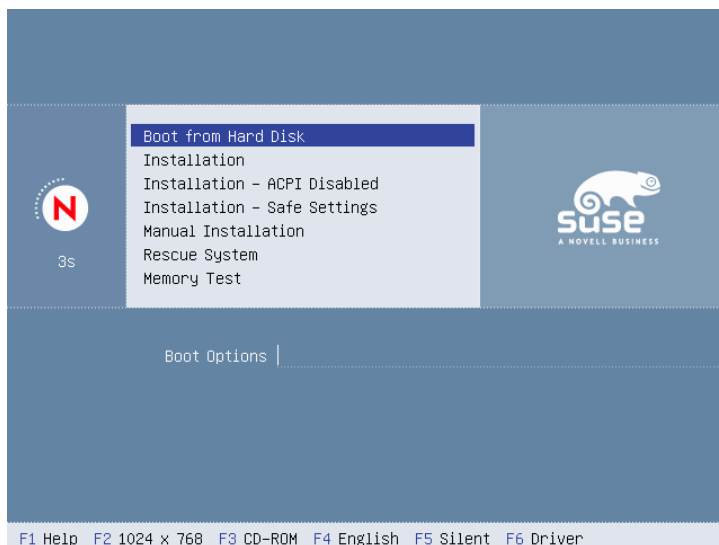 Boot from Hard Disk
Installation
Installation - ACPI Disabled
Installation - Safe Settings
Manual Installation
Rescue System
Memory Test
N
3s
SUSE
A NOVELL BUSINESS
Boot Options
F1 Help F2 1024 x 768 F3 CD-ROM F4 English F5 Silent F6 Driver